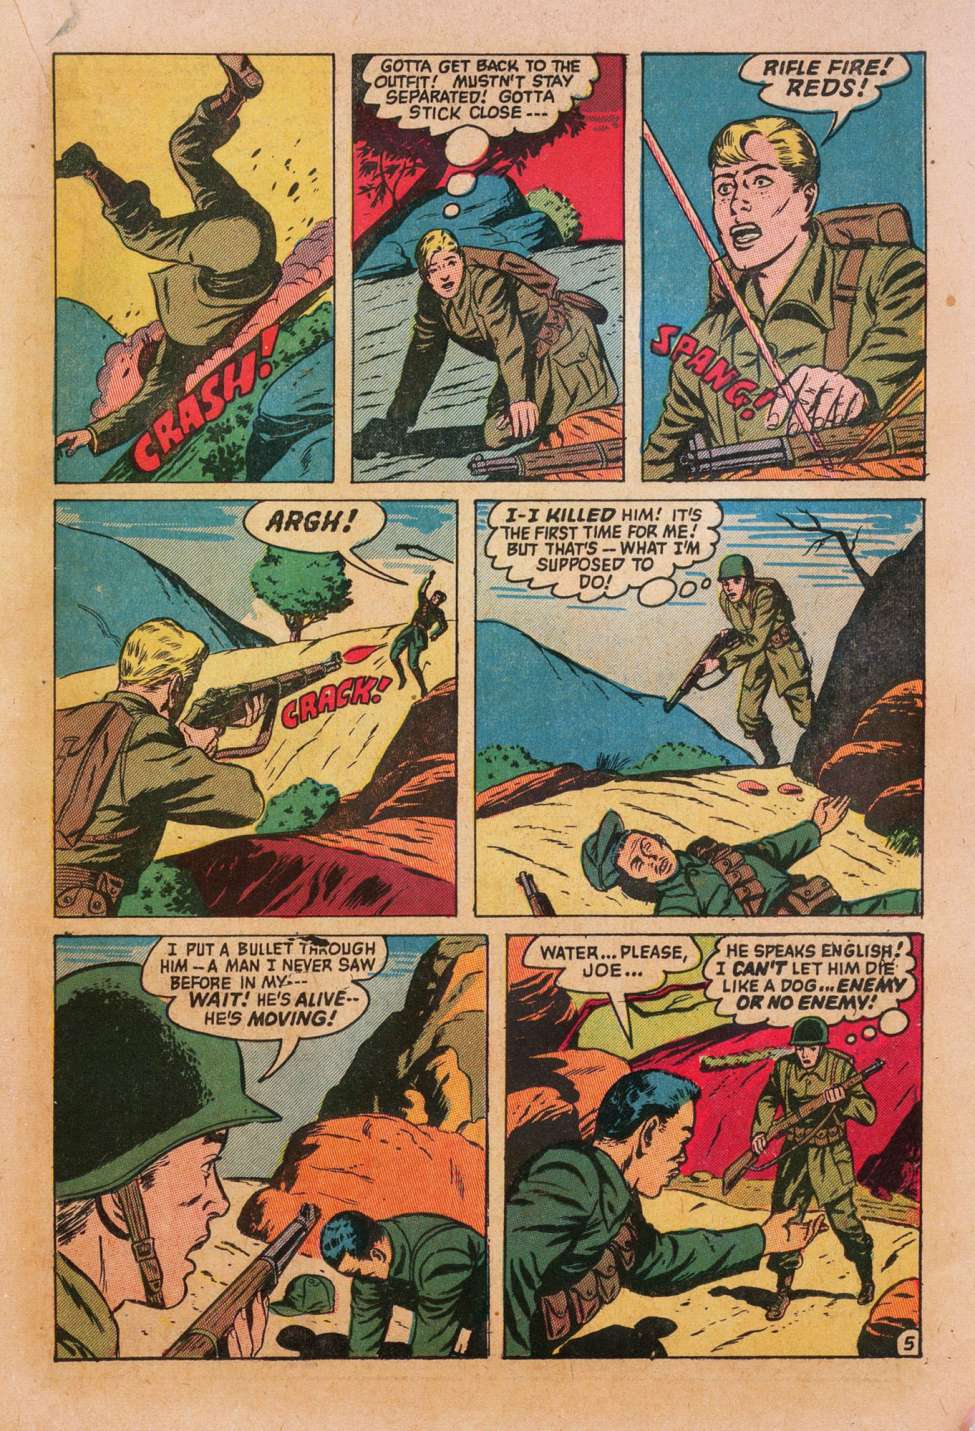 CRASH!
GOTTA GET BACK TO THE
OUTFIT! MUSTN'T STAY
SEPARATED! GOTTA
STICK CLOSE ---
RIFLE FIRE!
REDS!
SPANG!
ARGH!
CRACK!
I-I KILLED HIM! IT'S
THE FIRST TIME FOR ME!
BUT THAT'S -- WHAT I'M
SUPPOSED TO
DO!
I PUT A BULLET THROUGH
HIM -- A MAN I NEVER SAW
BEFORE IN MY---
WAIT! HE'S ALIVE--
HE'S MOVING!
WATER... PLEASE,
JOE...
HE SPEAKS ENGLISH!
I CAN'T LET HIM DIE
LIKE A DOG... ENEMY
OR NO ENEMY!
5